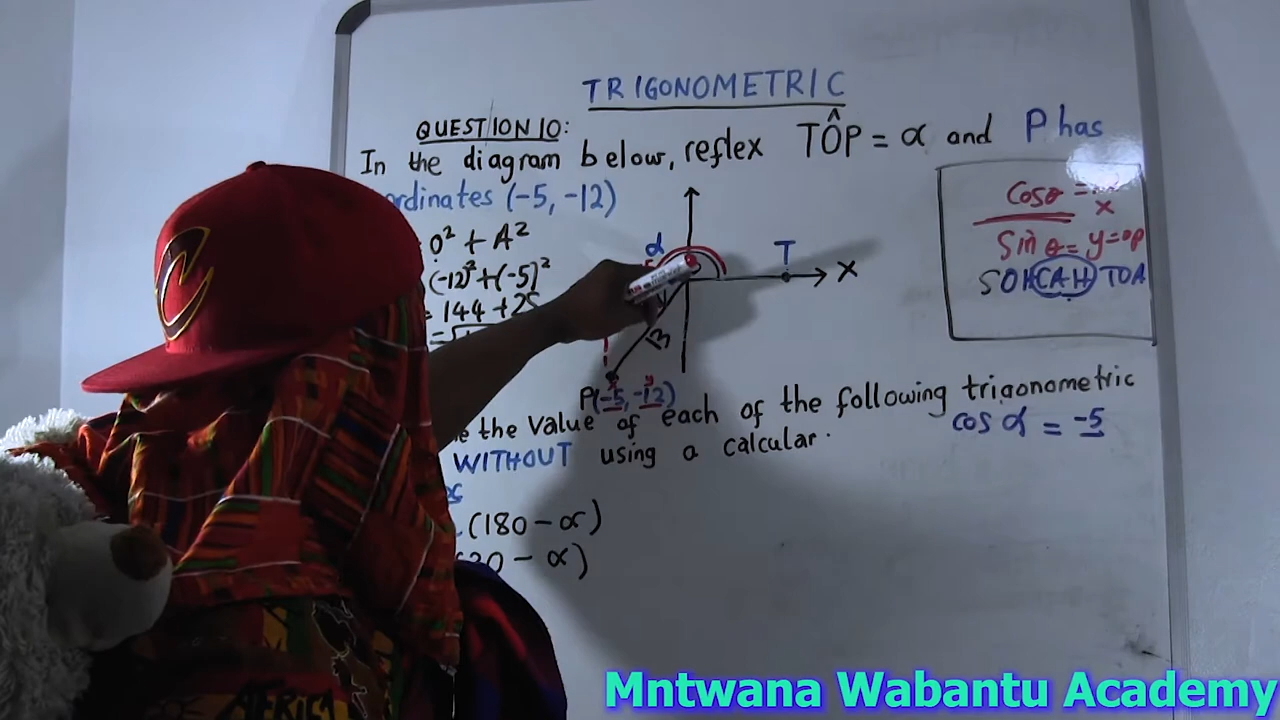 TRIGONOMETRIC
QUESTION 10:
In the diagram below, reflex TÔP = α and P has
ordinates (-5, -12)
O² + A²
(-12)² + (-5)²
= 144 + 25
α
T
X
13
P(-5, -12)
x y
Cosθ =
x
Sin θ = y = op
SOHCAHTOA
the value of each of the following trigonometric
WITHOUT using a calcular.
cos α = -5
(180 - α)
α)
AFRICA
Mntwana Wabantu Academy